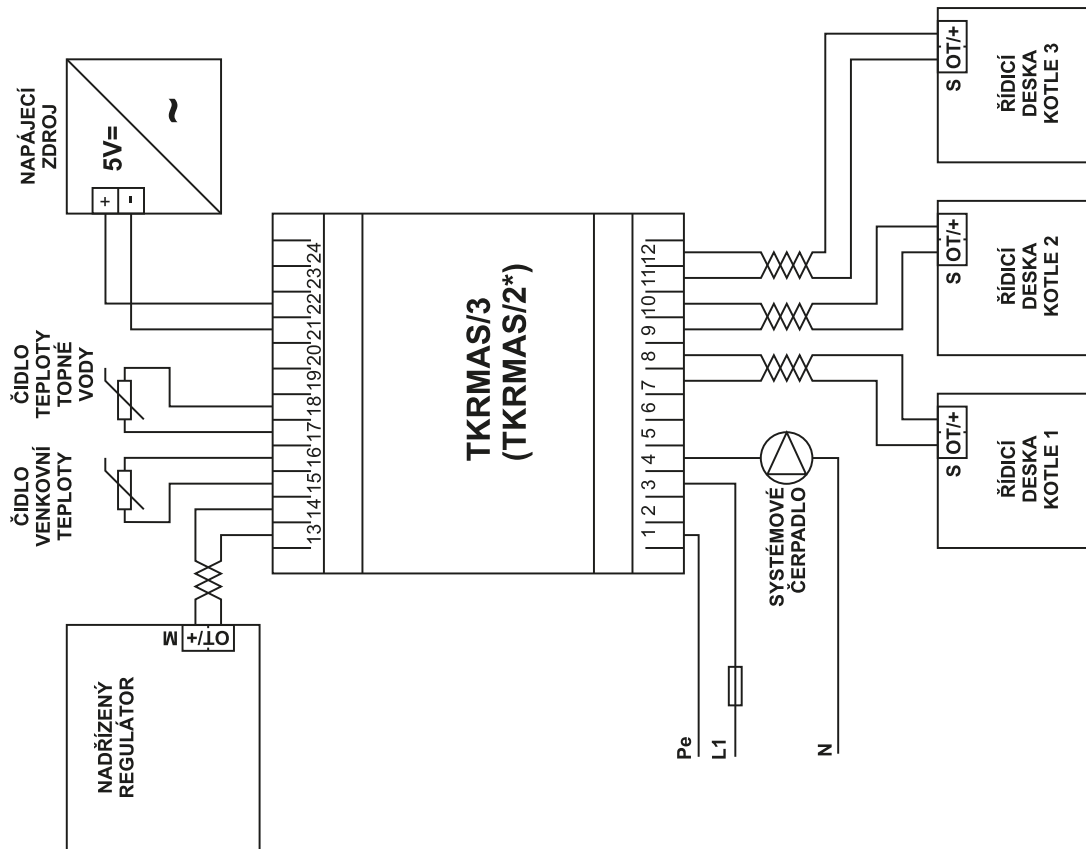 NAPÁJECÍ
ZDROJ
5V=
~
+
-
ČIDLO
TEPLOTY
TOPNÉ
VODY
ČIDLO
VENKOVNÍ
TEPLOTY
NADŘÍZENÝ
REGULÁTOR
M
OT/+
13 14 15 16 17 18 19 20 21 22 23 24
TKRMAS/3
(TKRMAS/2*)
1 2 3 4 5 6 7 8 9 10 11 12
Pe
L1
N
SYSTÉMOVÉ
ČERPADLO
S OT/+
ŘÍDICÍ
DESKA
KOTLE 1
S OT/+
ŘÍDICÍ
DESKA
KOTLE 2
S OT/+
ŘÍDICÍ
DESKA
KOTLE 3